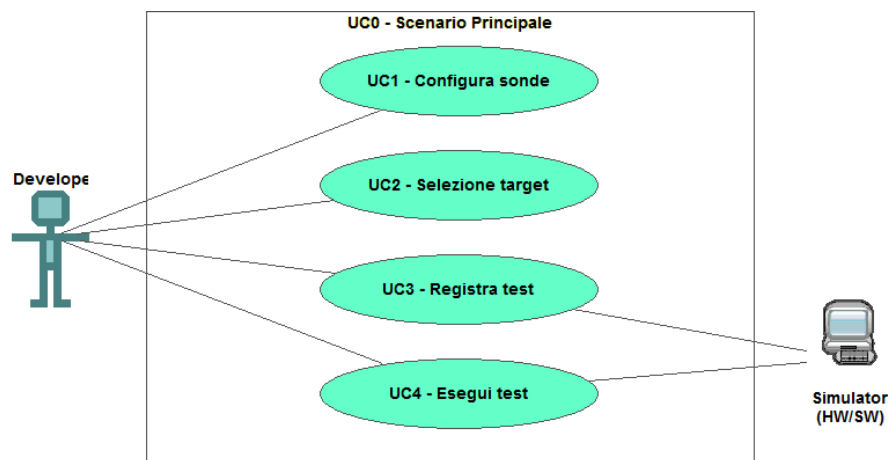 UC0 - Scenario Principale
UC1 - Configura sonde
Develope
UC2 - Selezione target
UC3 - Registra test
UC4 - Esegui test
Simulator
(HW/SW)